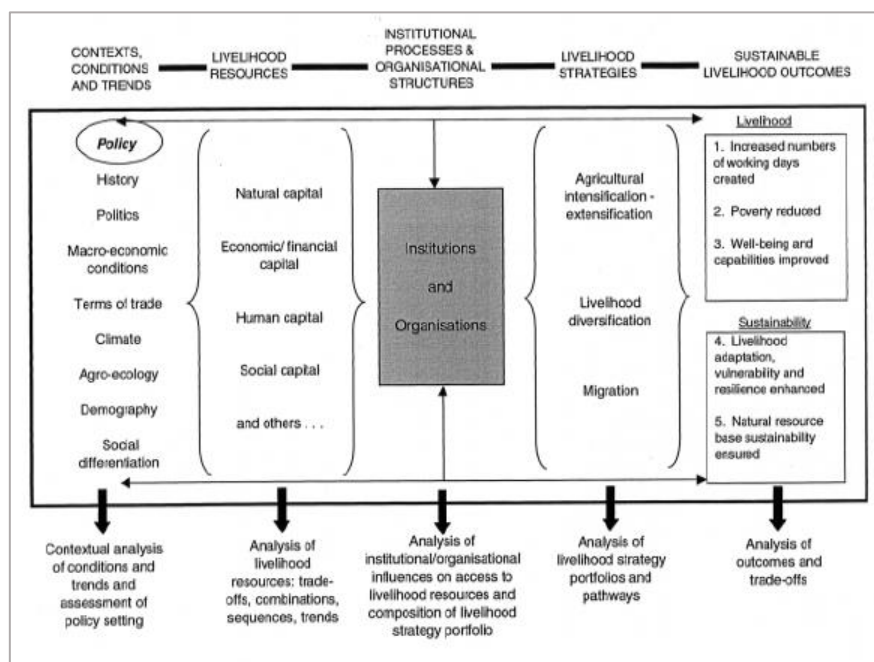 CONTEXTS,
CONDITIONS
AND TRENDS
LIVELIHOOD
RESOURCES
INSTITUTIONAL
PROCESSES &
ORGANISATIONAL
STRUCTURES
LIVELIHOOD
STRATEGIES
SUSTAINABLE
LIVELIHOOD OUTCOMES
Policy
History
Politics
Macro-economic
conditions
Terms of trade
Climate
Agro-ecology
Demography
Social
differentiation
Natural capital
Economic/ financial
capital
Human capital
Social capital
and others . . .
Institutions
and
Organisations
Agricultural
intensification -
extensification
Livelihood
diversification
Migration
Livelihood
1. Increased numbers
of working days
created
2. Poverty reduced
3. Well-being and
capabilities improved
Sustainability
4. Livelihood
adaptation,
vulnerability and
resilience enhanced
5. Natural resource
base sustainability
ensured
Contextual analysis
of conditions and
trends and
assessment of
policy setting
Analysis of
livelihood
resources: trade-
offs, combinations,
sequences, trends
Analysis of
institutional/organisational
influences on access to
livelihood resources and
composition of livelihood
strategy portfolio
Analysis of
livelihood strategy
portfolios and
pathways
Analysis of
outcomes and
trade-offs